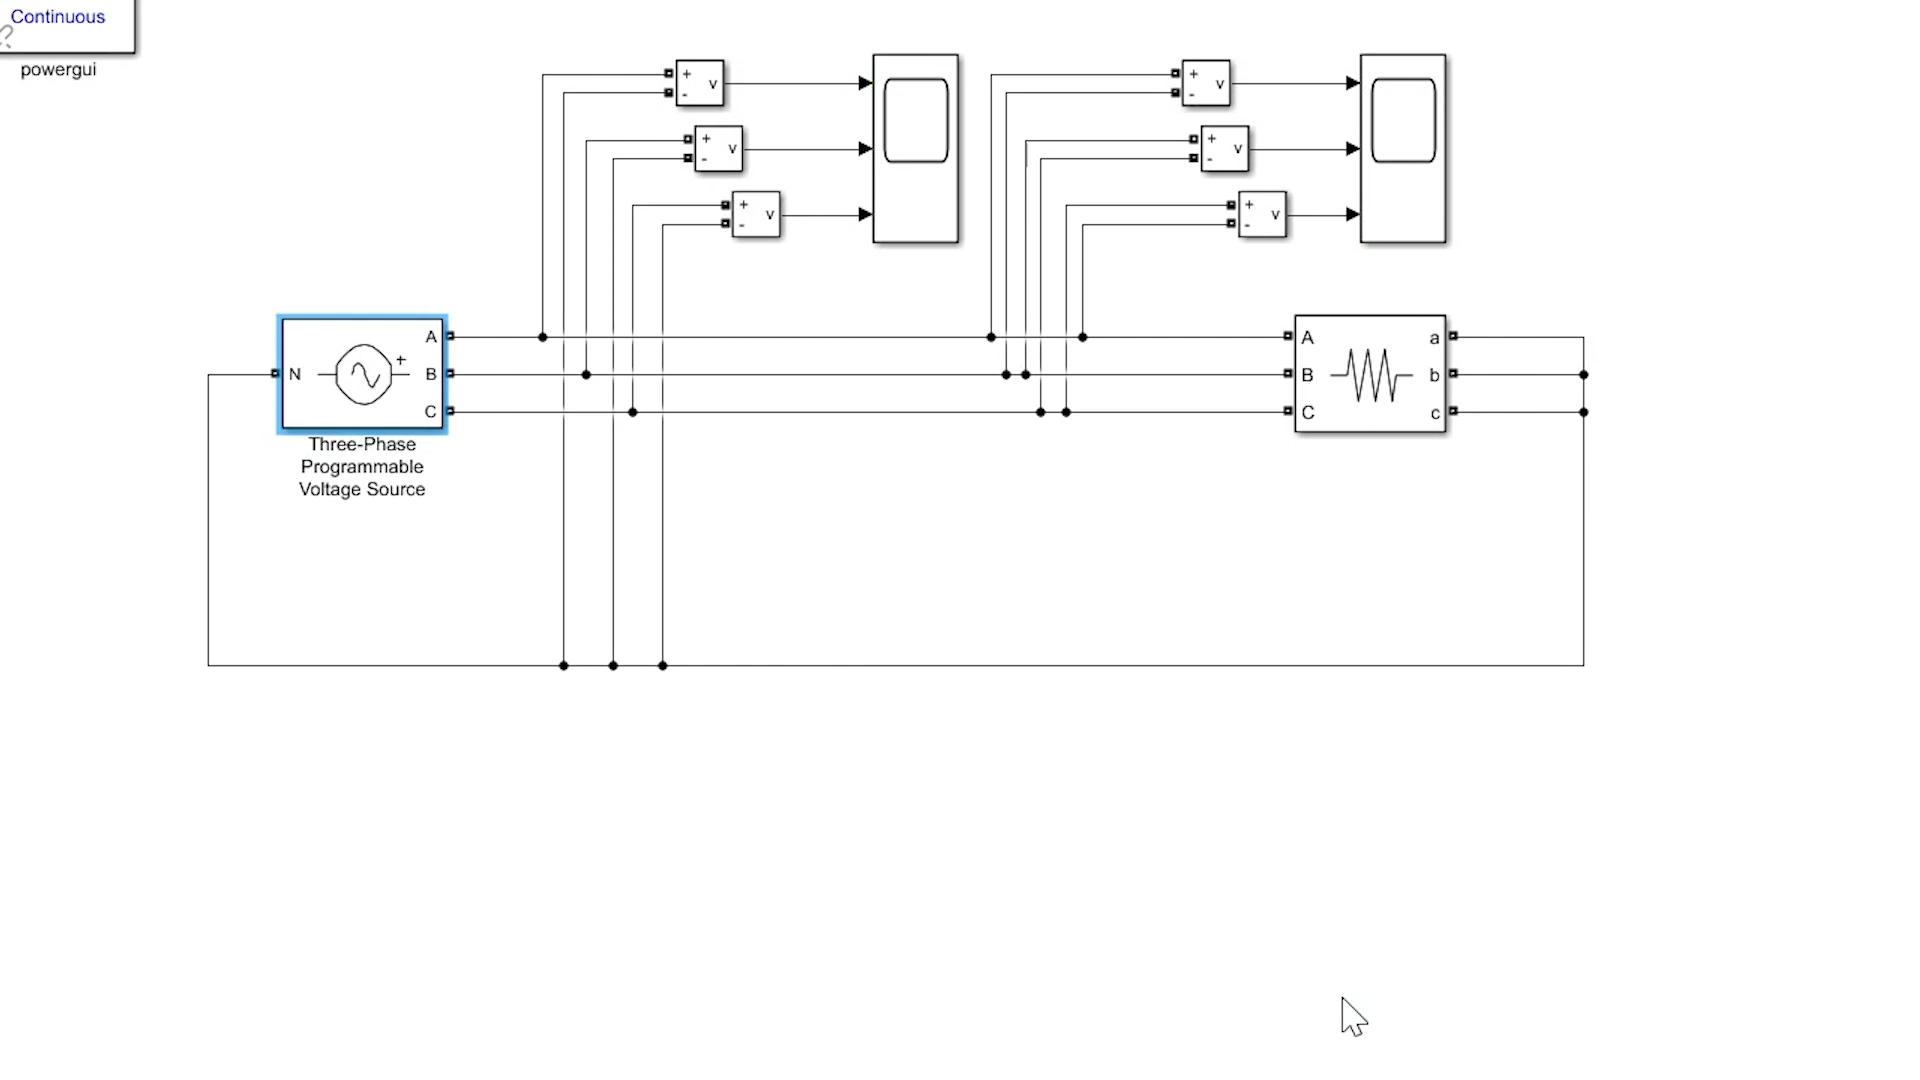 Continuous
powergui
+
-
v
+
-
v
+
-
v
+
-
v
+
-
v
+
-
v
N
+
A
B
C
Three-Phase
Programmable
Voltage Source
A
B
C
a
b
c